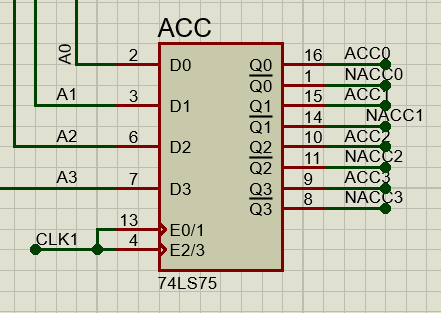 ACC
A0 2 D0 Q0 16 ACC0
Q0 1 NACC0
A1 3 D1 Q1 15 ACC1
Q1 14 NACC1
A2 6 D2 Q2 10 ACC2
Q2 11 NACC2
A3 7 D3 Q3 9 ACC3
Q3 8 NACC3
13 E0/1
CLK1 4 E2/3
74LS75